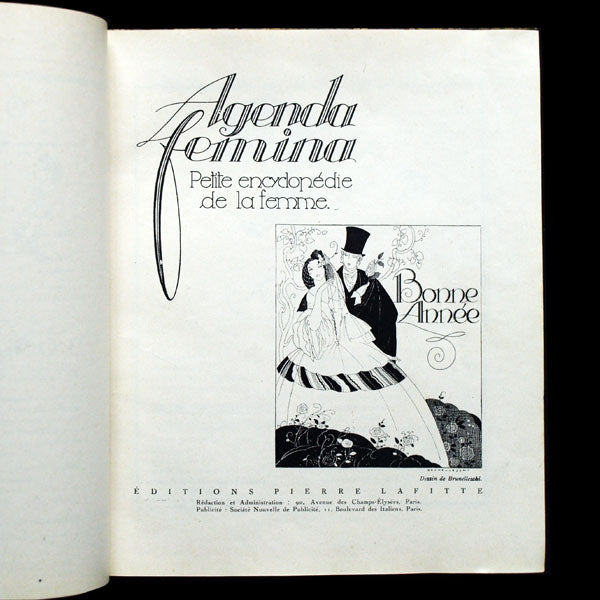 Agenda
femina
Petite encyclopédie
de la femme.
Bonne
Année
BRUNELLESCHI
Dessin de Brunelleschi.
ÉDITIONS PIERRE LAFITTE
Rédaction et Administration : 90, Avenue des Champs-Élysées, Paris.
Publicité - Société Nouvelle de Publicité, 11, Boulevard des Italiens, Paris.